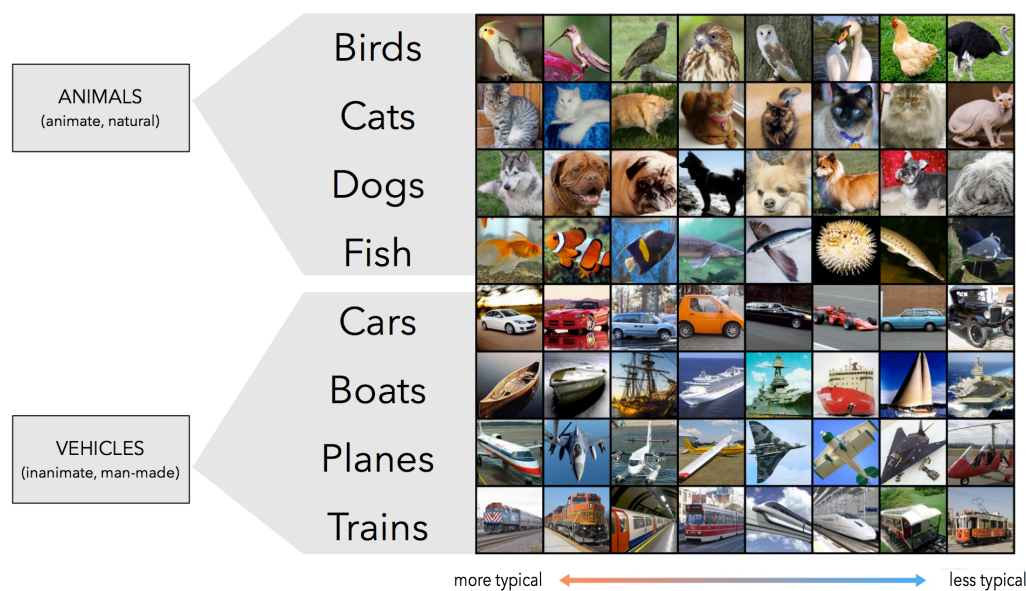 ANIMALS
(animate, natural)
Birds
Cats
Dogs
Fish
VEHICLES
(inanimate, man-made)
Cars
Boats
Planes
Trains
more typical
less typical